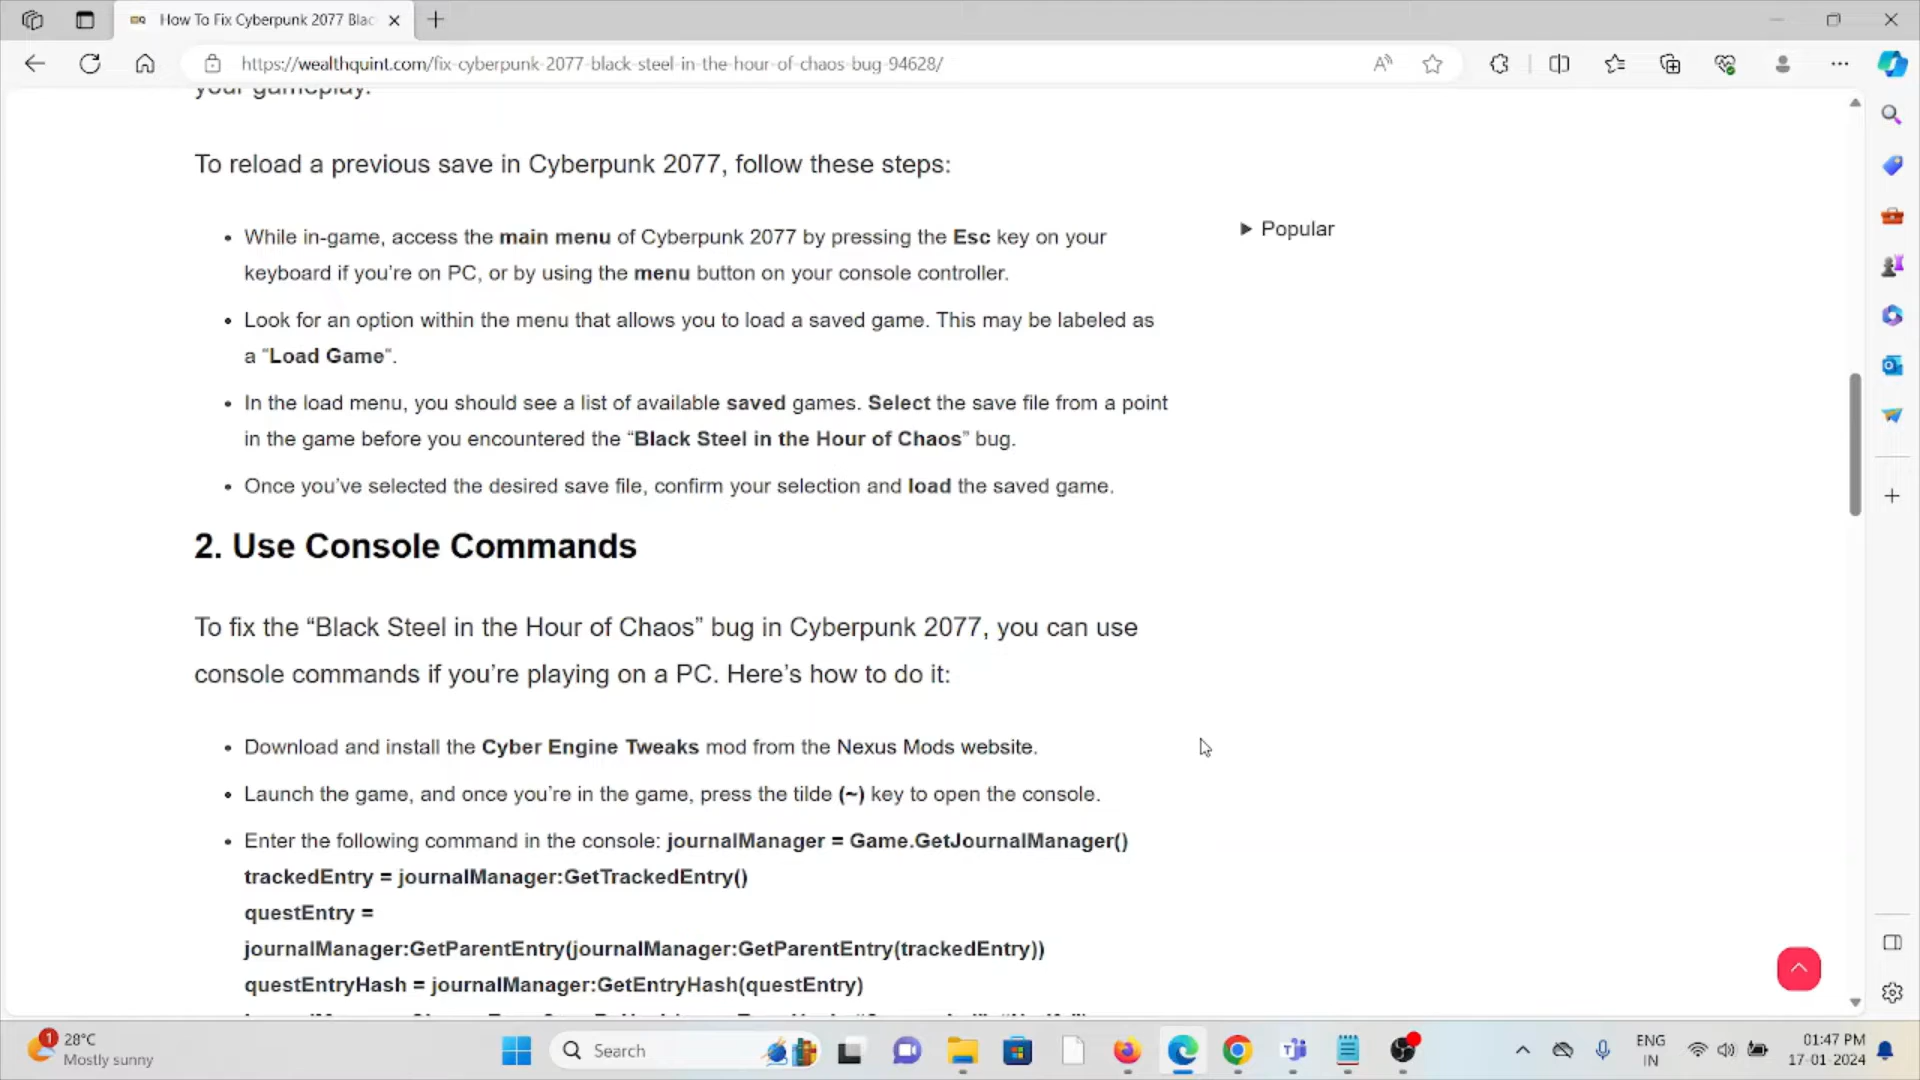 How To Fix Cyberpunk 2077 Blac
https://wealthquint.com/fix-cyberpunk-2077-black-steel-in-the-hour-of-chaos-bug-94628/
your gameplay.
To reload a previous save in Cyberpunk 2077, follow these steps:
• While in-game, access the main menu of Cyberpunk 2077 by pressing the Esc key on your
keyboard if you’re on PC, or by using the menu button on your console controller.
• Look for an option within the menu that allows you to load a saved game. This may be labeled as
a “Load Game“.
• In the load menu, you should see a list of available saved games. Select the save file from a point
in the game before you encountered the “Black Steel in the Hour of Chaos” bug.
• Once you’ve selected the desired save file, confirm your selection and load the saved game.
▶ Popular
2. Use Console Commands
To fix the “Black Steel in the Hour of Chaos” bug in Cyberpunk 2077, you can use
console commands if you’re playing on a PC. Here’s how to do it:
• Download and install the Cyber Engine Tweaks mod from the Nexus Mods website.
• Launch the game, and once you’re in the game, press the tilde (~) key to open the console.
• Enter the following command in the console: journalManager = Game.GetJournalManager()
trackedEntry = journalManager:GetTrackedEntry()
questEntry =
journalManager:GetParentEntry(journalManager:GetParentEntry(trackedEntry))
questEntryHash = journalManager:GetEntryHash(questEntry)
1
28°C
Mostly sunny
Search
ENG
IN
01:47 PM
17-01-2024